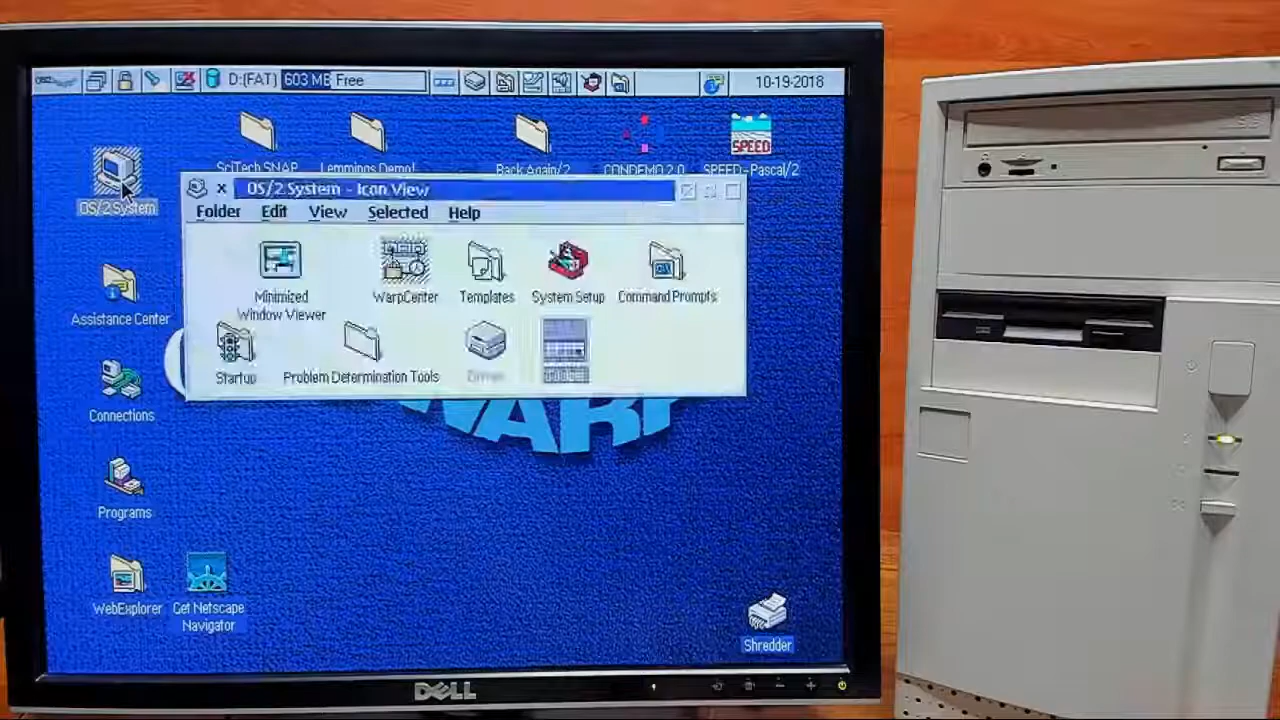 D:(FAT) 603 MB Free
10-19-2018
SciTech SNAP
Lemmings Demo!
Back Again/2
CONDEMO 2.0
SPEED
SPEED-Pascal/2
OS/2 System
OS/2 System - Icon View
Folder Edit View Selected Help
Minimized
Window Viewer
WarpCenter
Templates
System Setup
Command Prompts
Startup
Problem Determination Tools
Drives
Assistance Center
Connections
Programs
WebExplorer
Get Netscape
Navigator
WARP
Shredder
DELL